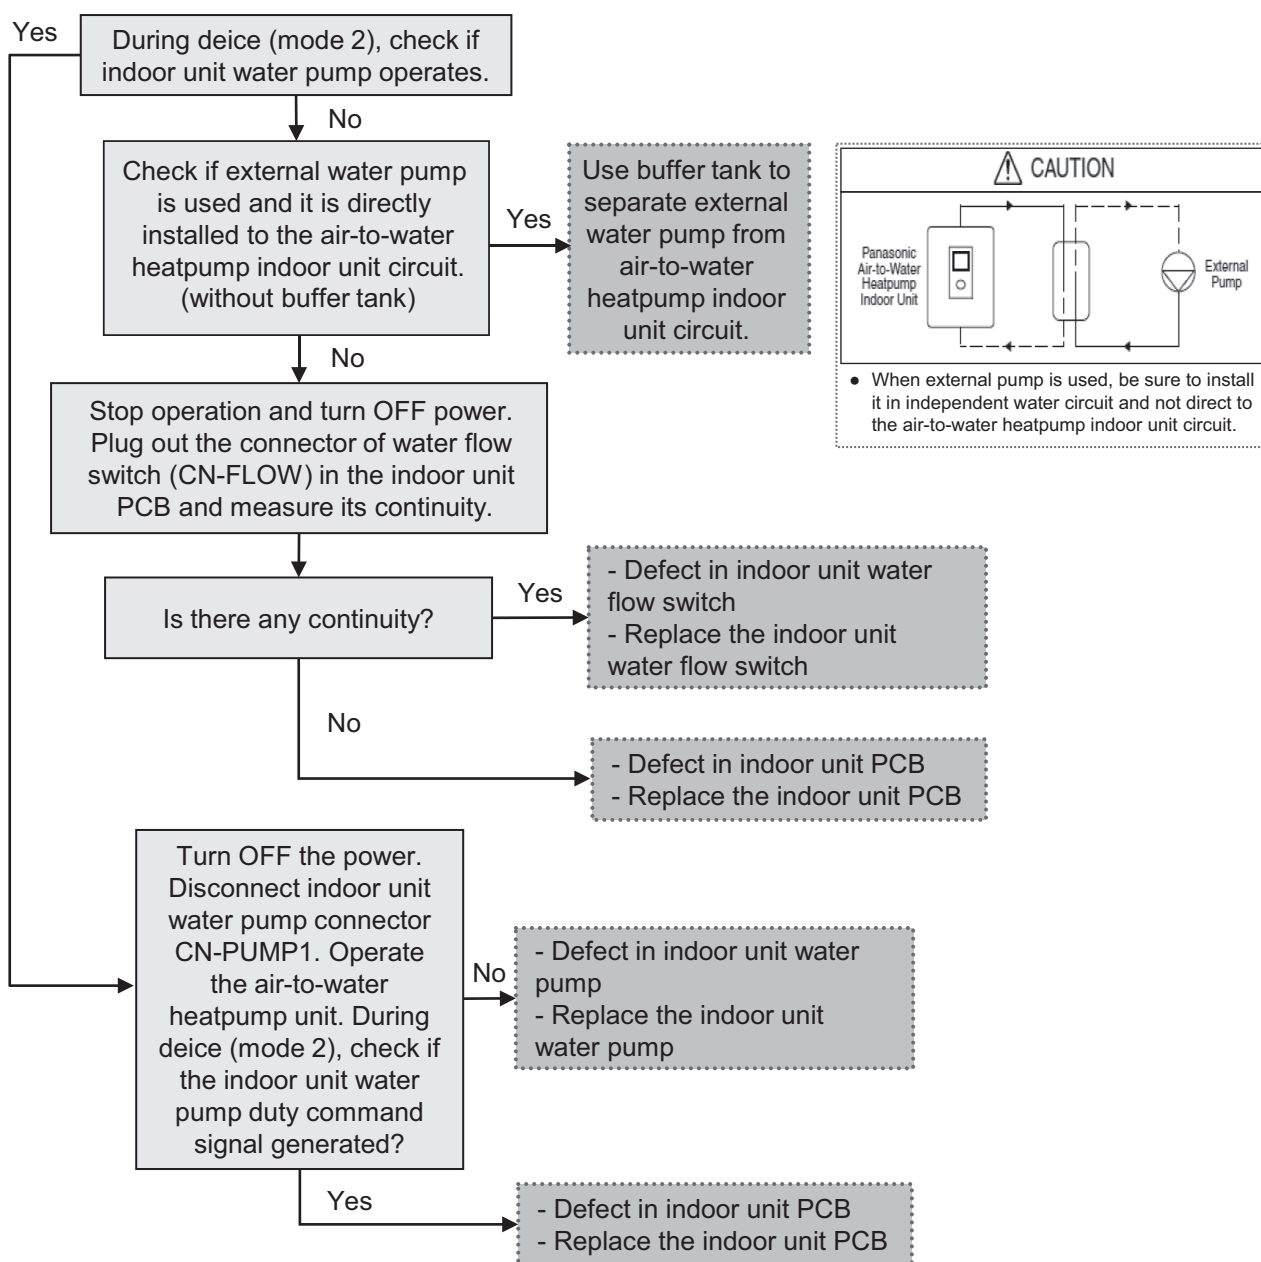 Yes
During deice (mode 2), check if
indoor unit water pump operates.
No
Check if external water pump
is used and it is directly
installed to the air-to-water
heatpump indoor unit circuit.
(without buffer tank)
Yes
Use buffer tank to
separate external
water pump from
air-to-water
heatpump indoor
unit circuit.
CAUTION
Panasonic
Air-to-Water
Heatpump
Indoor Unit
External
Pump
● When external pump is used, be sure to install
it in independent water circuit and not direct to
the air-to-water heatpump indoor unit circuit.
No
Stop operation and turn OFF power.
Plug out the connector of water flow
switch (CN-FLOW) in the indoor unit
PCB and measure its continuity.
Is there any continuity?
Yes
- Defect in indoor unit water
flow switch
- Replace the indoor unit
water flow switch
No
- Defect in indoor unit PCB
- Replace the indoor unit PCB
Turn OFF the power.
Disconnect indoor unit
water pump connector
CN-PUMP1. Operate
the air-to-water
heatpump unit. During
deice (mode 2), check if
the indoor unit water
pump duty command
signal generated?
No
- Defect in indoor unit water
pump
- Replace the indoor unit
water pump
Yes
- Defect in indoor unit PCB
- Replace the indoor unit PCB